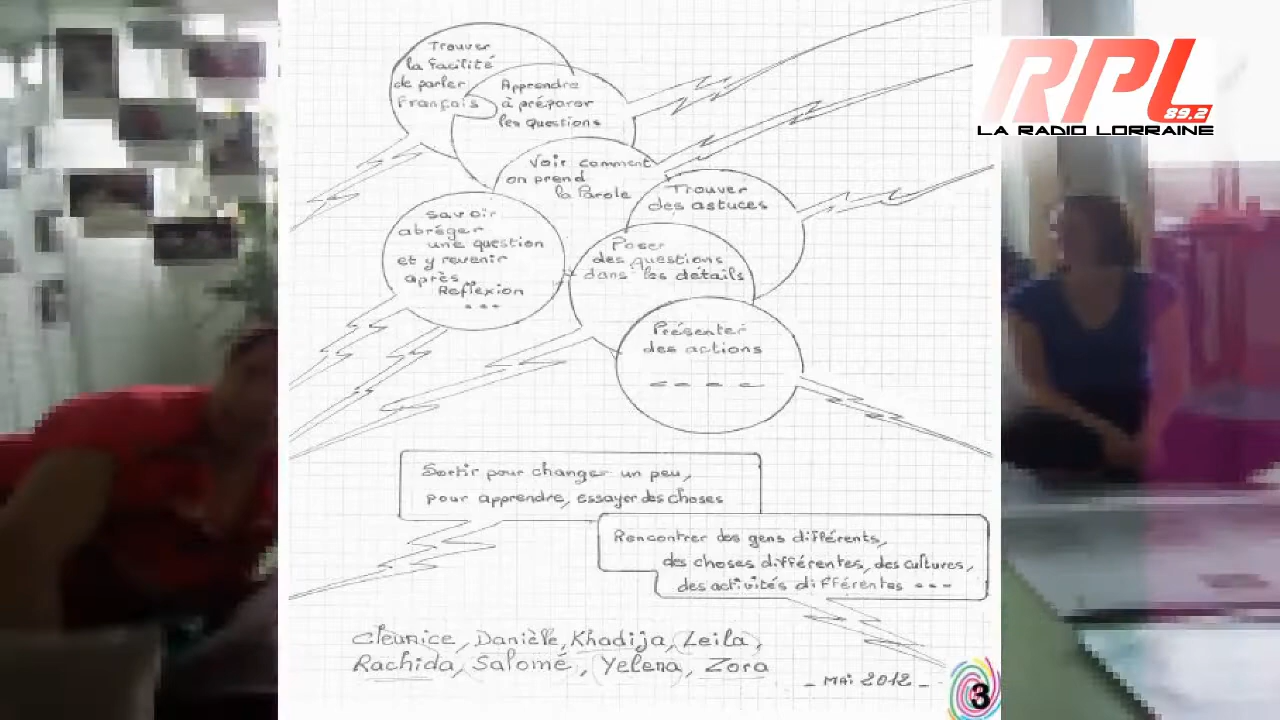 Trouver
la facilité
de parler
Français
Apprendre
à préparer
les questions
Voir comment
on prend
la Parole
Trouver
des astuces
Savoir
abréger
une question
et y revenir
après
Reflexion
...
Poser
des questions
dans les détails
Présenter
des actions
Sortir pour changer un peu,
pour apprendre, essayer des choses
Rencontrer des gens différents,
des choses différentes, des cultures,
des activités différentes ---
Cleunice, Danièle, Khadija, Leila,
Rachida, Salomé, Yelena, Zora
- MAi 2012 -
3
RPL
89.2
LA RADIO LORRAINE